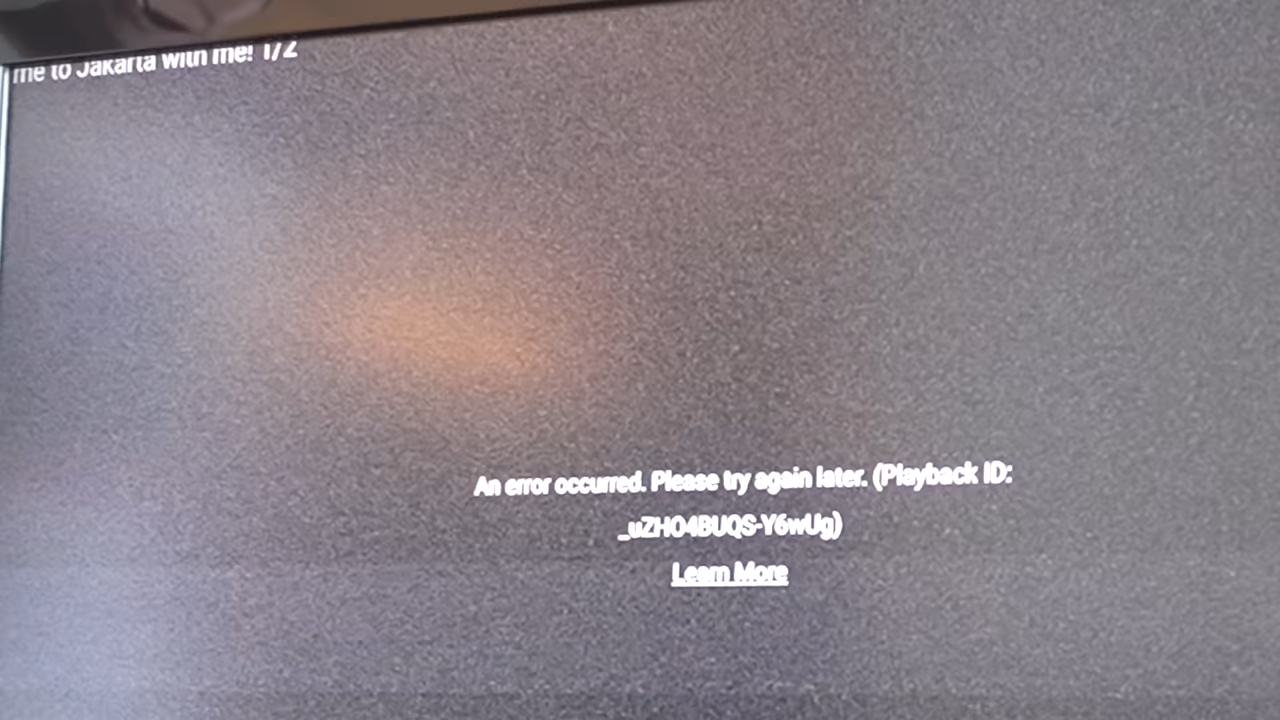 me to Jakarta with me! 1/2
An error occurred. Please try again later. (Playback ID:
_uZHO4BUQS-Y6wUg)
Learn More